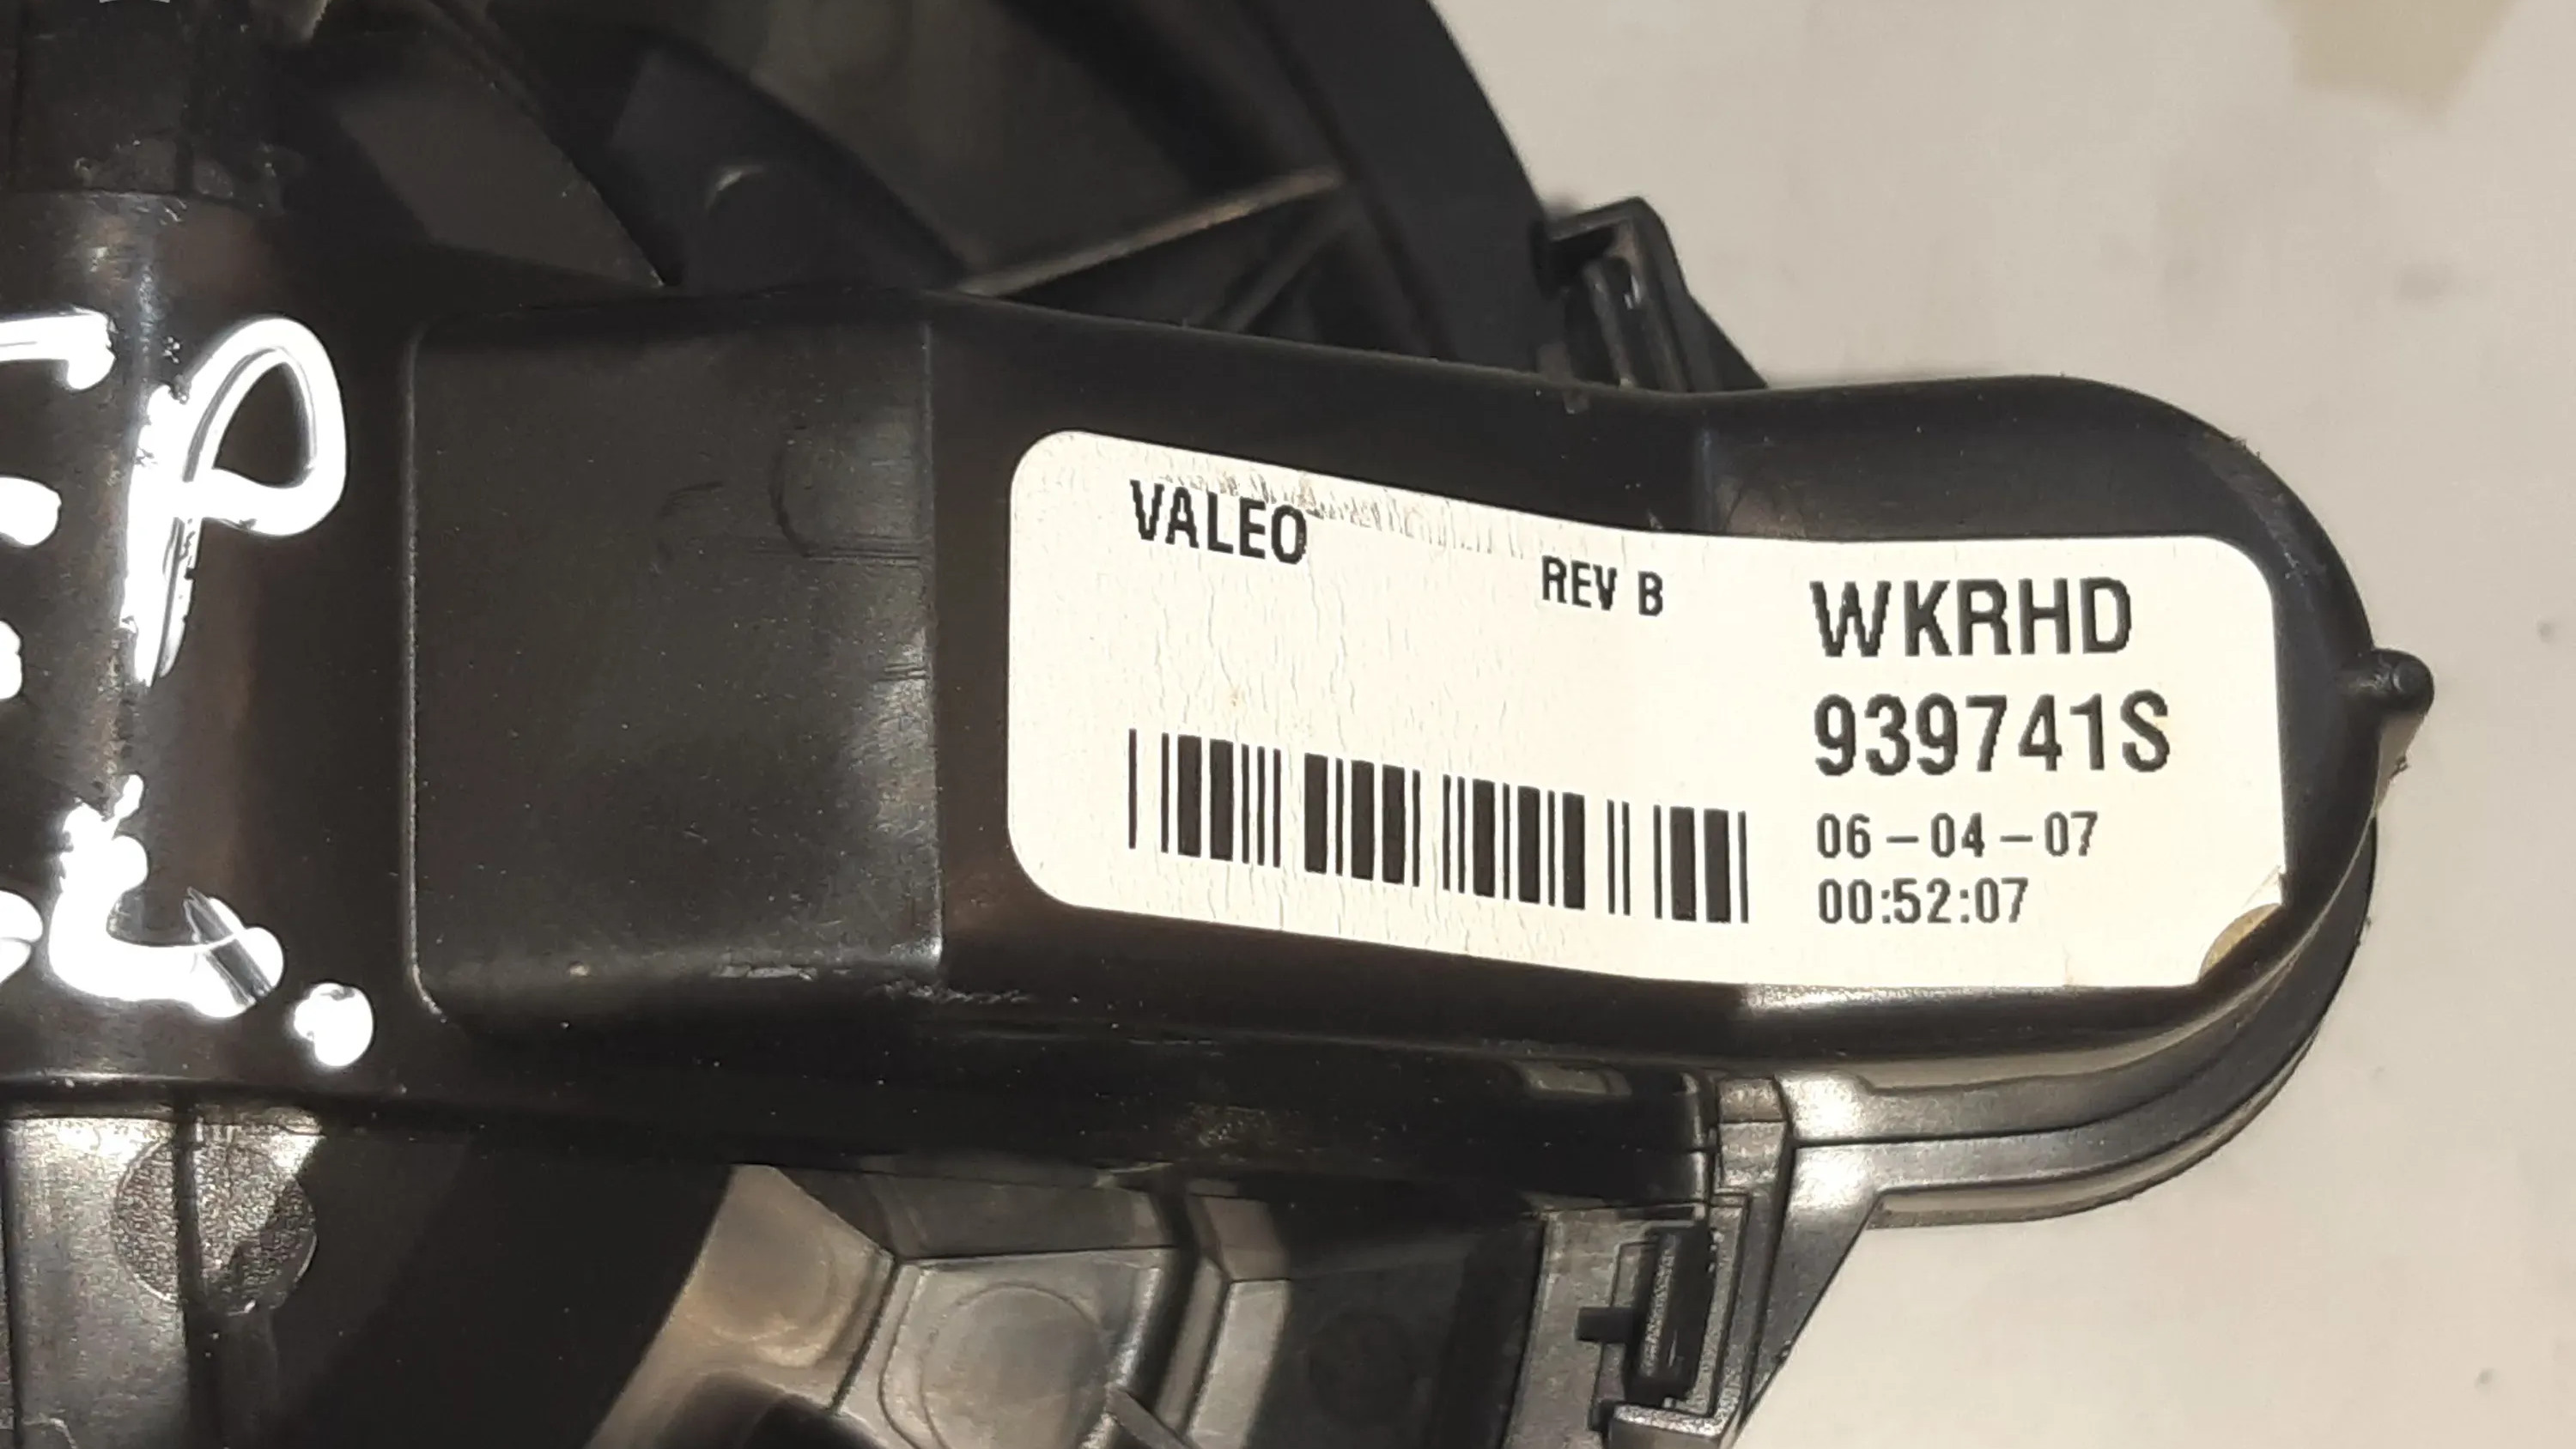 VALEO
REV B
WKRHD
939741S
06-04-07
00:52:07